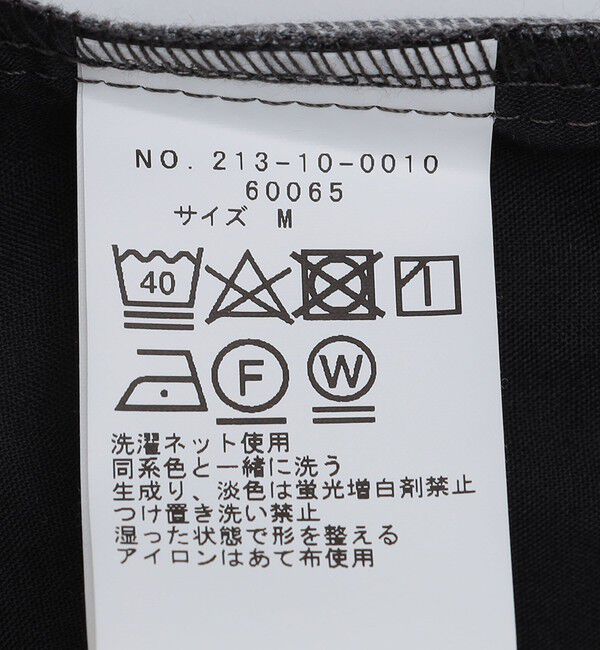 NO. 213-10-0010
60065
サイズ M
40
F W
洗濯ネット使用
同系色と一緒に洗う
生成り、淡色は蛍光増白剤禁止
つけ置き洗い禁止
湿った状態で形を整える
アイロンはあて布使用